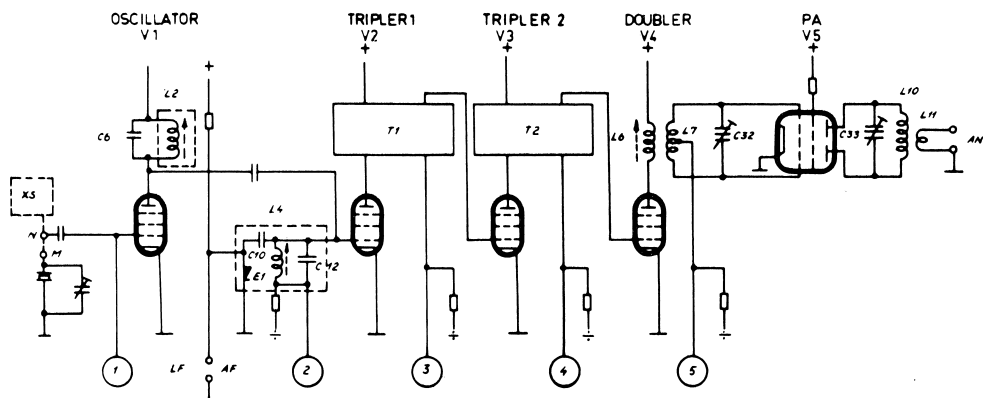 OSCILLATOR
V1
TRIPLER1
V2
TRIPLER 2
V3
DOUBLER
V4
PA
V5
+
+
+
+
+
L2
C6
T1
T2
L6
L7
C32
C33
L10
L11
AN
XS
N
M
L4
C10
E1
C12
÷
+
÷
÷
LF
AF
1
2
3
4
5